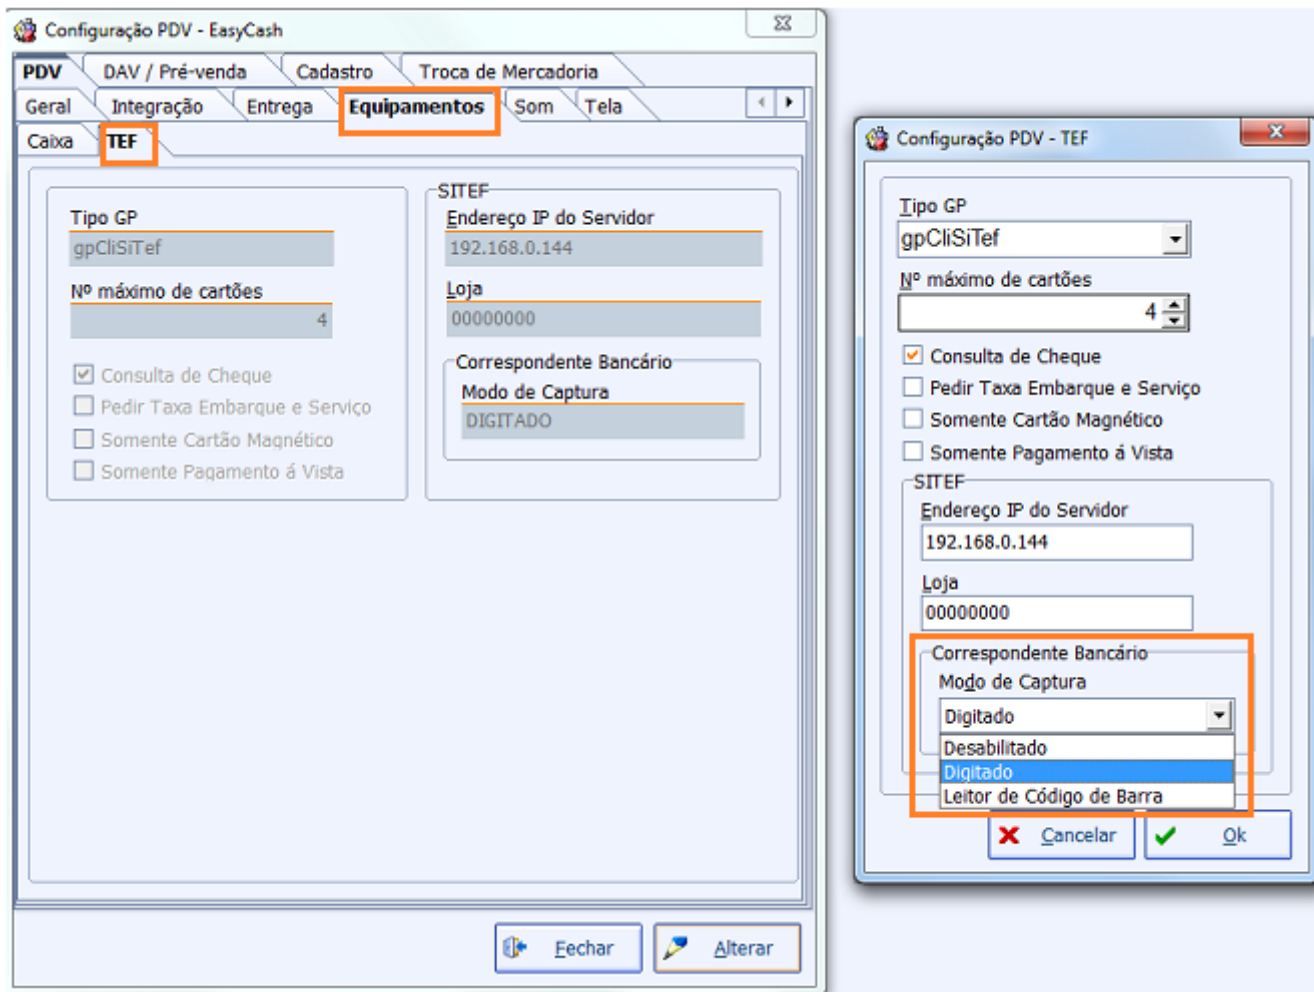 Configuração PDV - EasyCash
PDV DAV / Pré-venda Cadastro Troca de Mercadoria
Geral Integração Entrega Equipamentos Som Tela
Caixa TEF
Tipo GP
gpCliSiTef
Nº máximo de cartões
4
Consulta de Cheque
Pedir Taxa Embarque e Serviço
Somente Cartão Magnético
Somente Pagamento á Vista
SITEF
Endereço IP do Servidor
192.168.0.144
Loja
00000000
Correspondente Bancário
Modo de Captura
DIGITADO
Fechar Alterar
Configuração PDV - TEF
Tipo GP
gpCliSiTef
Nº máximo de cartões
4
Consulta de Cheque
Pedir Taxa Embarque e Serviço
Somente Cartão Magnético
Somente Pagamento á Vista
SITEF
Endereço IP do Servidor
192.168.0.144
Loja
00000000
Correspondente Bancário
Modo de Captura
Digitado
Desabilitado
Digitado
Leitor de Código de Barra
Cancelar Ok